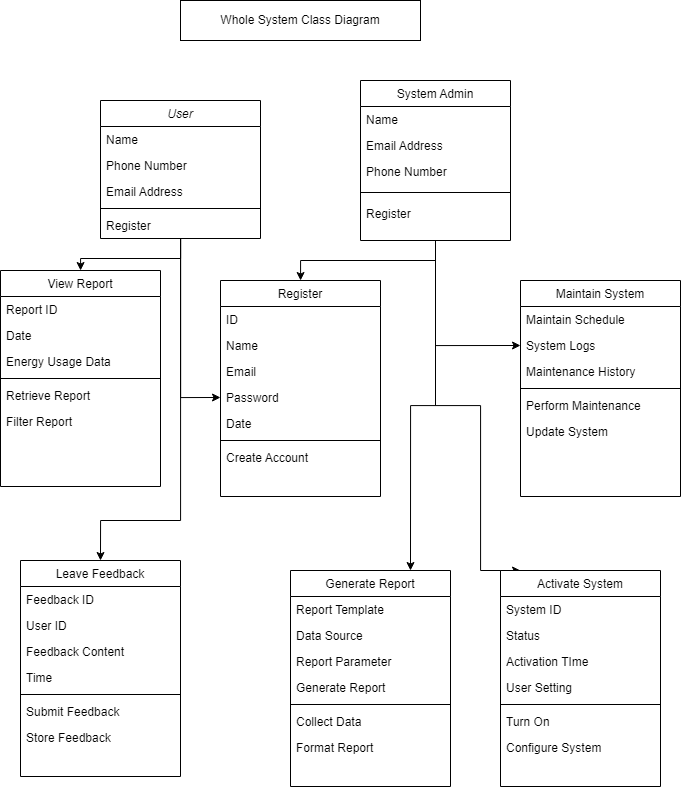 Whole System Class Diagram
User
Name
Phone Number
Email Address
Register
System Admin
Name
Email Address
Phone Number
Register
View Report
Report ID
Date
Energy Usage Data
Retrieve Report
Filter Report
Register
ID
Name
Email
Password
Date
Create Account
Maintain System
Maintain Schedule
System Logs
Maintenance History
Perform Maintenance
Update System
Leave Feedback
Feedback ID
User ID
Feedback Content
Time
Submit Feedback
Store Feedback
Generate Report
Report Template
Data Source
Report Parameter
Generate Report
Collect Data
Format Report
Activate System
System ID
Status
Activation TIme
User Setting
Turn On
Configure System